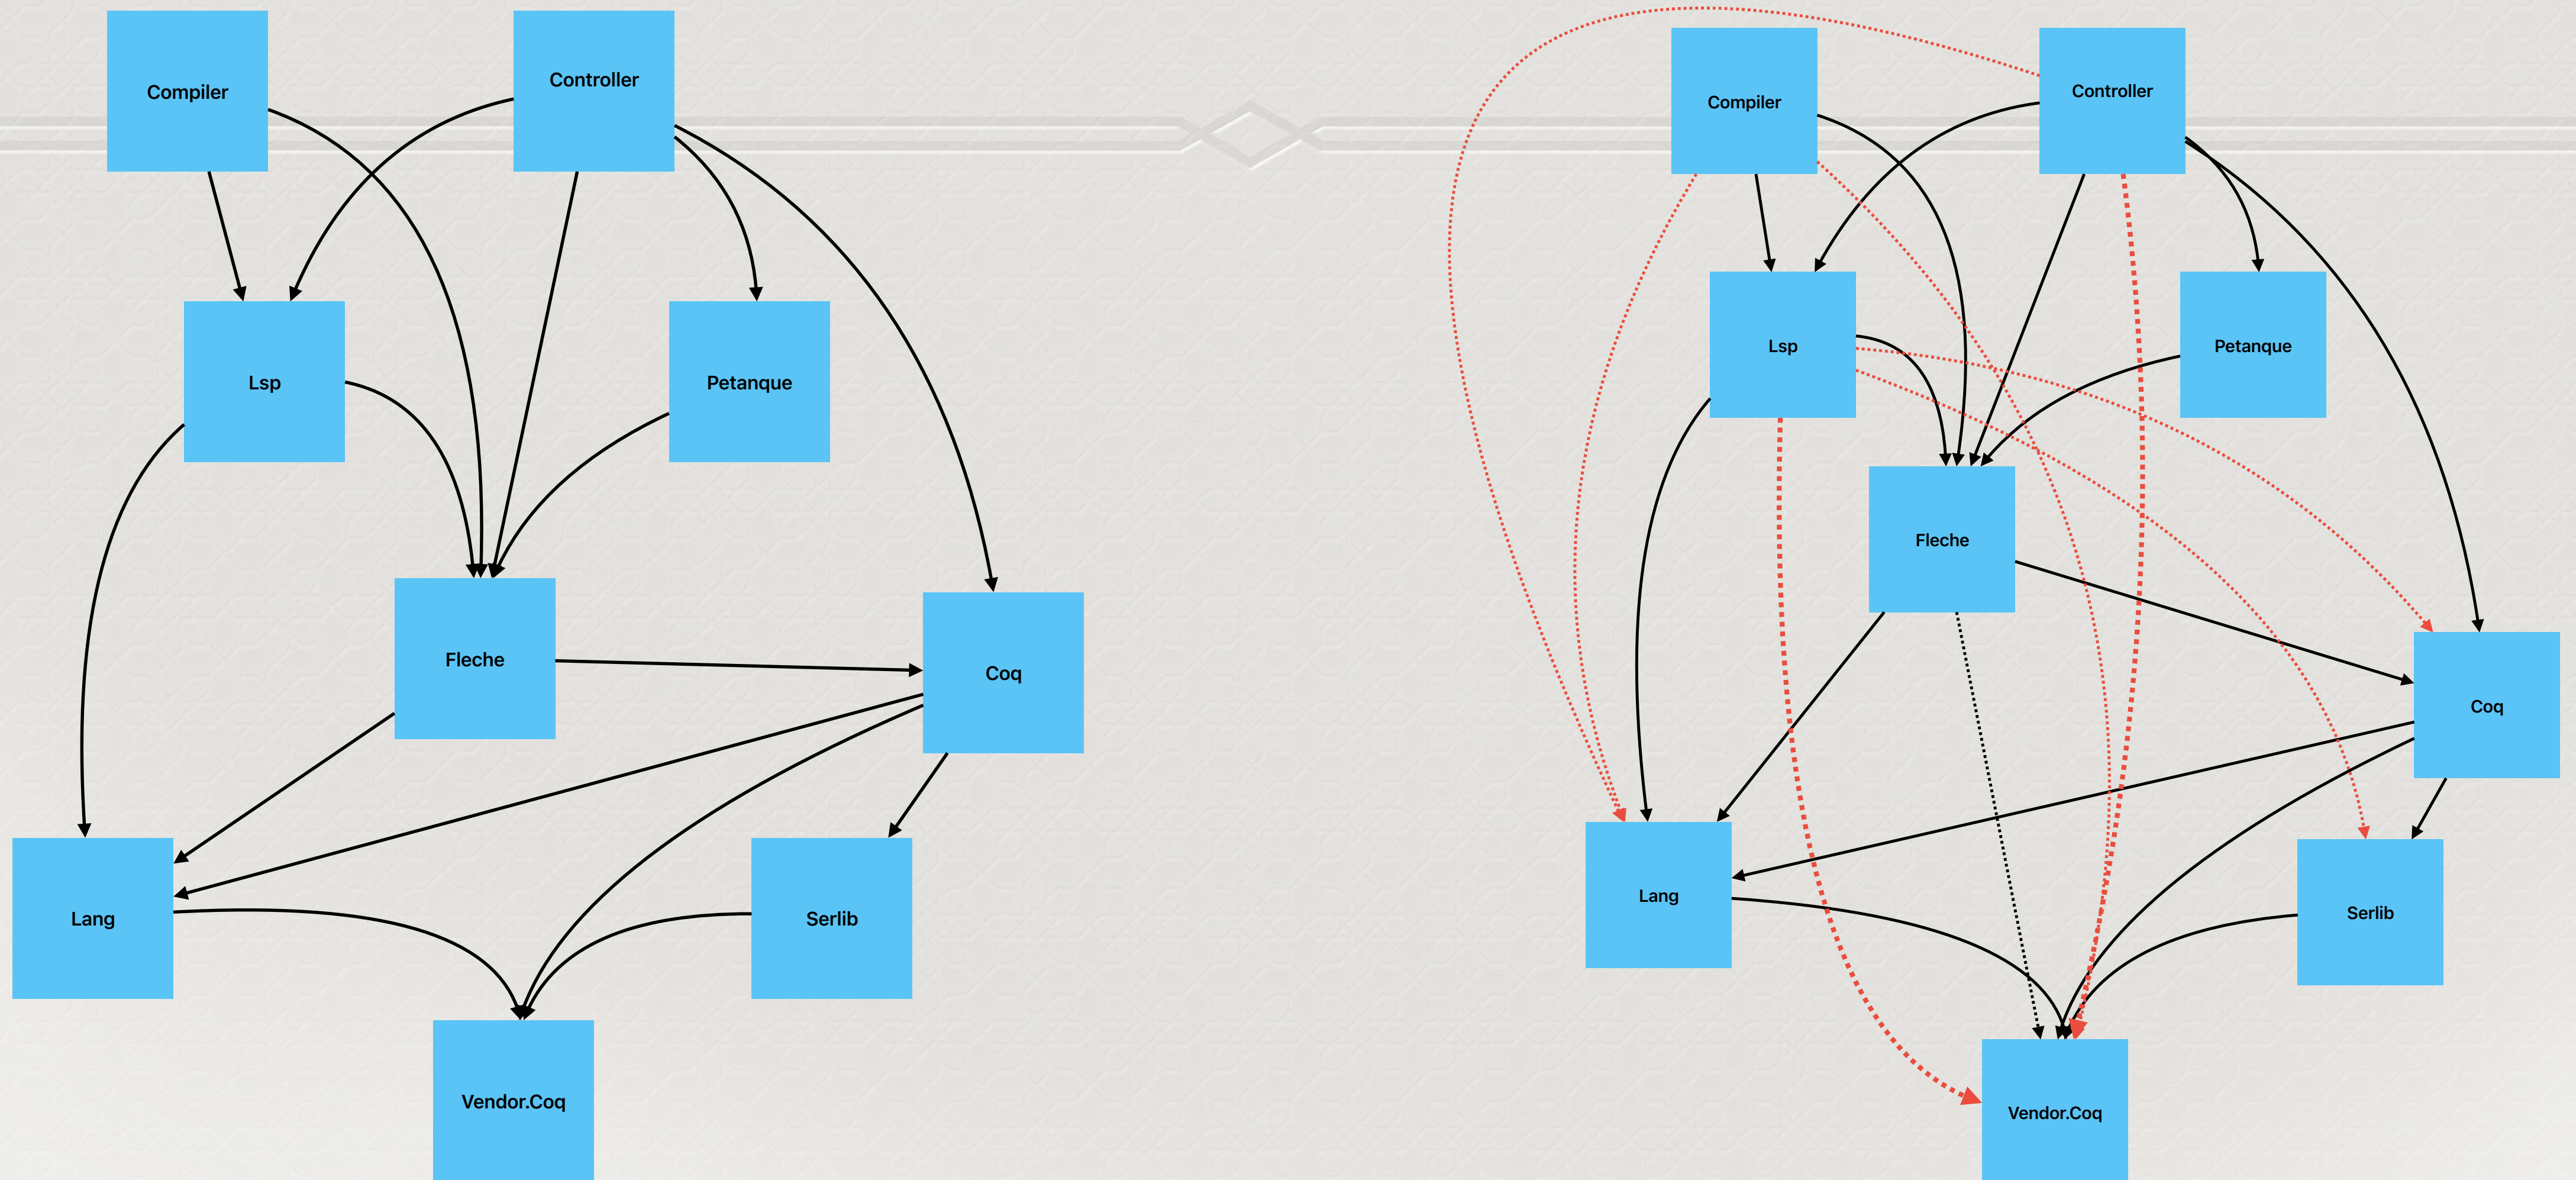 Compiler
Controller
Lsp
Petanque
Fleche
Coq
Lang
Serlib
Vendor.Coq
Compiler
Controller
Lsp
Petanque
Fleche
Coq
Lang
Serlib
Vendor.Coq